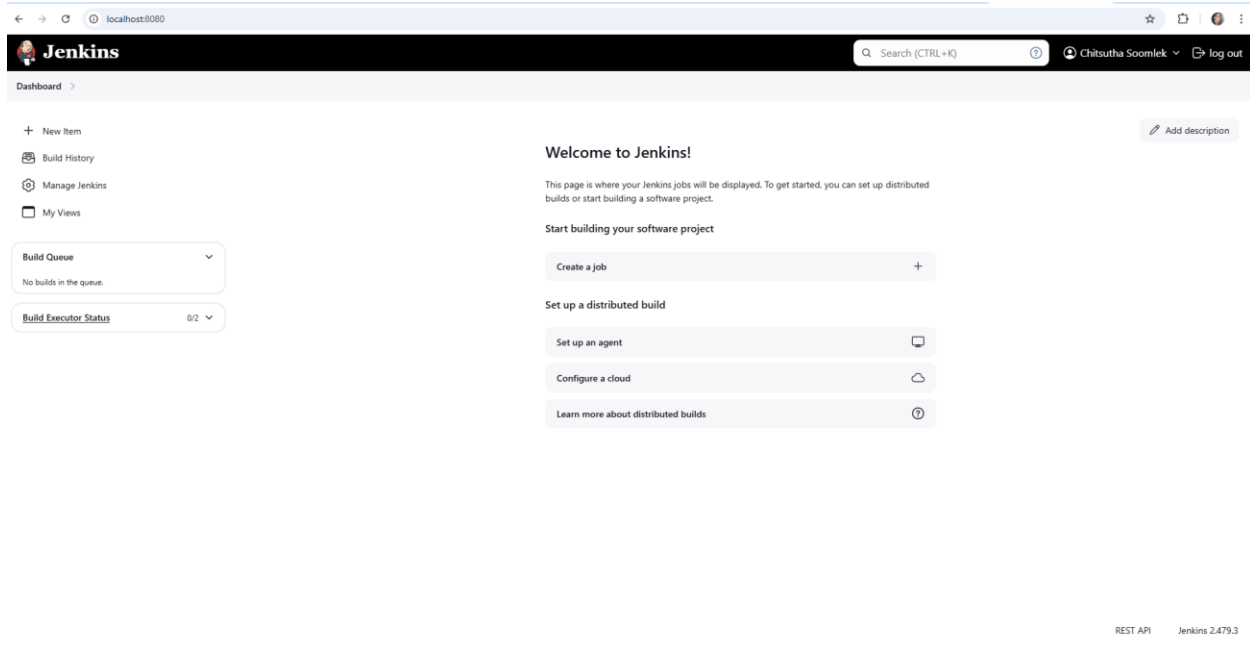 localhost:8080
Jenkins
Search (CTRL+K)
Chitsutha Soomlek
log out
Dashboard
New Item
Build History
Manage Jenkins
My Views
Build Queue
No builds in the queue.
Build Executor Status
0/2
Add description
Welcome to Jenkins!
This page is where your Jenkins jobs will be displayed. To get started, you can set up distributed
builds or start building a software project.
Start building your software project
Create a job
Set up a distributed build
Set up an agent
Configure a cloud
Learn more about distributed builds
REST API
Jenkins 2.479.3